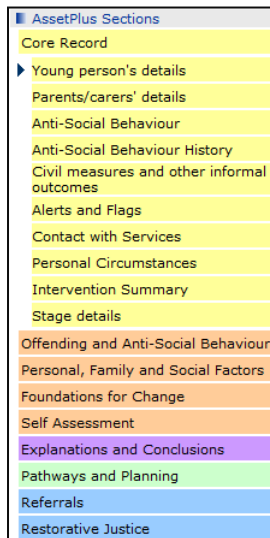 AssetPlus Sections
Core Record
Young person's details
Parents/carers' details
Anti-Social Behaviour
Anti-Social Behaviour History
Civil measures and other informal
outcomes
Alerts and Flags
Contact with Services
Personal Circumstances
Intervention Summary
Stage details
Offending and Anti-Social Behaviour
Personal, Family and Social Factors
Foundations for Change
Self Assessment
Explanations and Conclusions
Pathways and Planning
Referrals
Restorative Justice